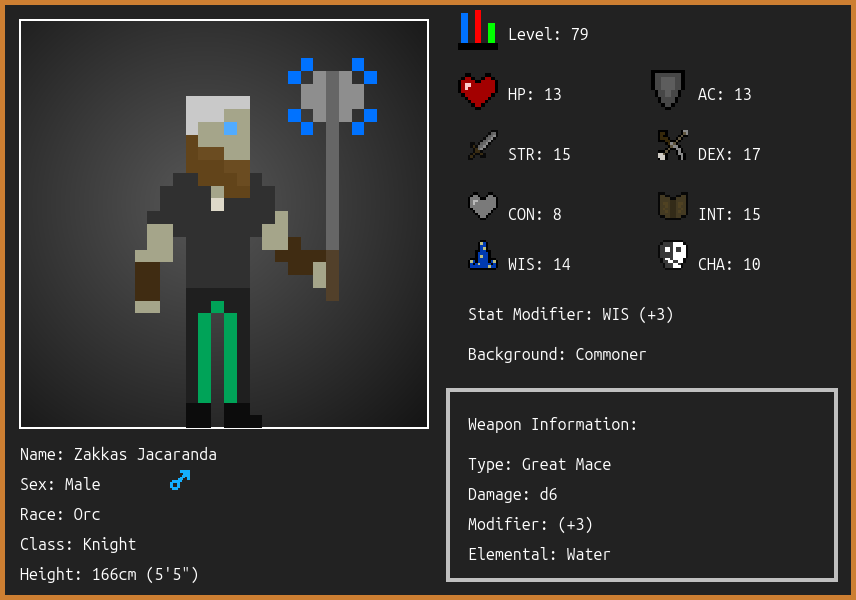 Level: 79
HP: 13
AC: 13
STR: 15
DEX: 17
CON: 8
INT: 15
WIS: 14
CHA: 10
Stat Modifier: WIS (+3)
Background: Commoner
Weapon Information:
Type: Great Mace
Damage: d6
Modifier: (+3)
Elemental: Water
Name: Zakkas Jacaranda
Sex: Male
Race: Orc
Class: Knight
Height: 166cm (5'5")